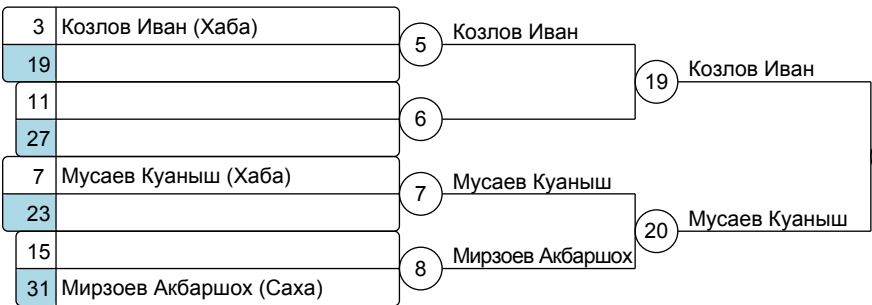 3 Козлов Иван (Хаба)
19
5 Козлов Иван
19 Козлов Иван
11
27
6
7 Мусаев Куаныш (Хаба)
23
7 Мусаев Куаныш
20 Мусаев Куаныш
15
31 Мирзоев Акбаршох (Саха)
8 Мирзоев Акбаршох